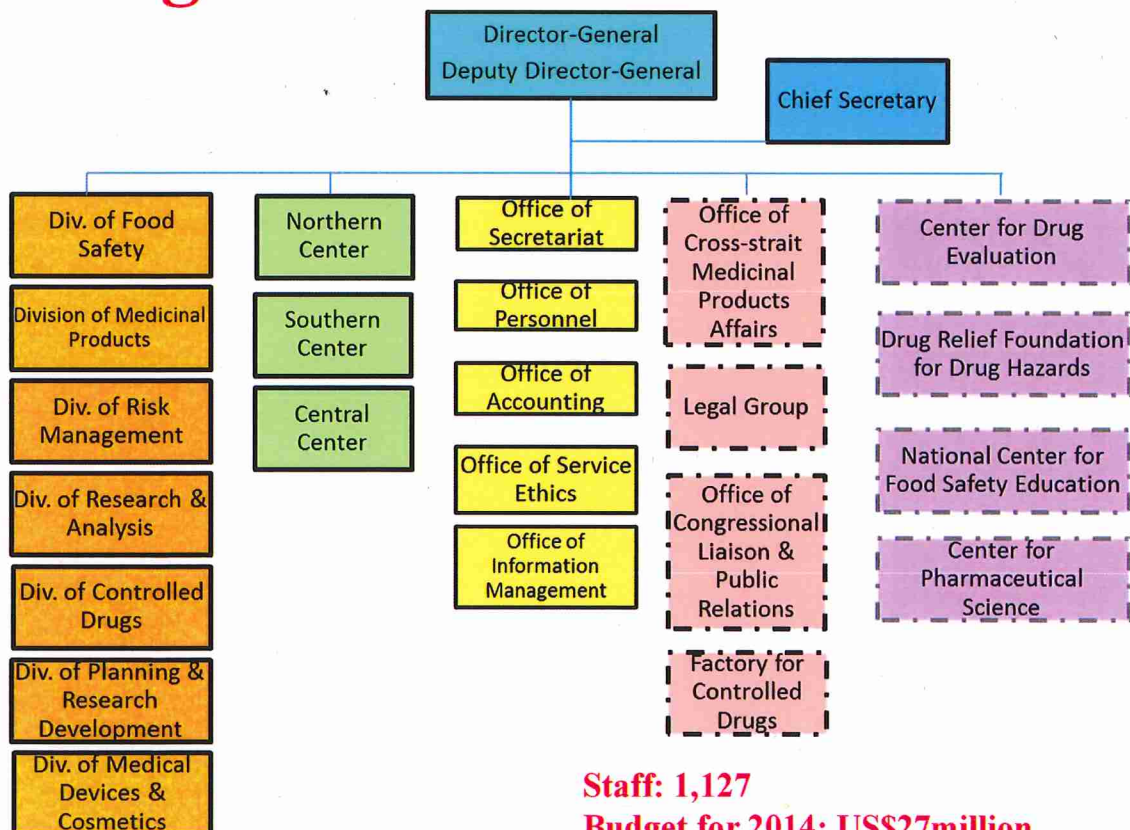 Director-General
Deputy Director-General
Chief Secretary
Div. of Food
Safety
Division of Medicinal
Products
Div. of Risk
Management
Div. of Research &
Analysis
Div. of Controlled
Drugs
Div. of Planning &
Research
Development
Div. of Medical
Devices &
Cosmetics
Northern
Center
Southern
Center
Central
Center
Office of
Secretariat
Office of
Personnel
Office of
Accounting
Office of Service
Ethics
Office of
Information
Management
Office of
Cross-strait
Medicinal
Products
Affairs
Legal Group
Office of
Congressional
Liaison &
Public
Relations
Factory for
Controlled
Drugs
Center for Drug
Evaluation
Drug Relief Foundation
for Drug Hazards
National Center for
Food Safety Education
Center for
Pharmaceutical
Science
Staff: 1,127
Budget for 2014: US$27million